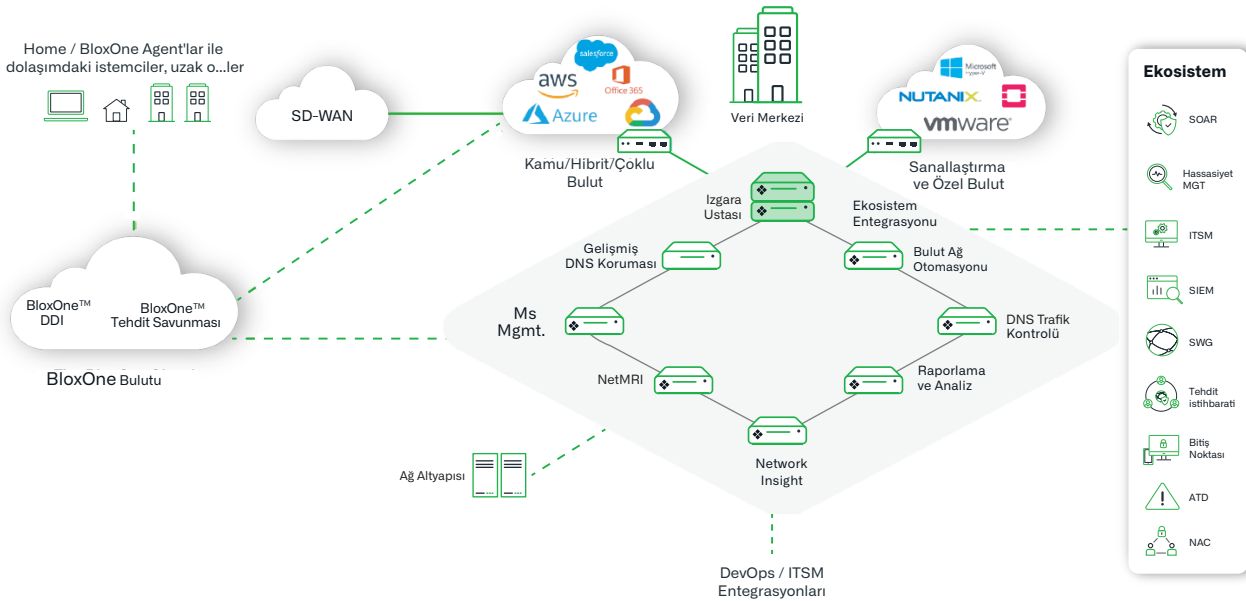 Home / BloxOne Agent'lar ile
dolaşımdaki istemciler, uzak o...ler
SD-WAN
salesforce
aws
Office 365
Azure
Kamu/Hibrit/Çoklu
Bulut
Veri Merkezi
Microsoft
Hyper-V
NUTANIX
vmware
Sanallaştırma
ve Özel Bulut
Izgara
Ustası
Ekosistem
Entegrasyonu
Gelişmiş
DNS Koruması
Bulut Ağ
Otomasyonu
BloxOne™
DDI
BloxOne™
Tehdit Savunması
BloxOne Bulutu
Ms
Mgmt.
DNS Trafik
Kontrolü
NetMRI
Raporlama
ve Analiz
Network
Insight
Ağ Altyapısı
DevOps / ITSM
Entegrasyonları
Ekosistem
SOAR
Hassasiyet
MGT
ITSM
SIEM
SWG
Tehdit
istihbarati
Bitiş
Noktası
ATD
NAC